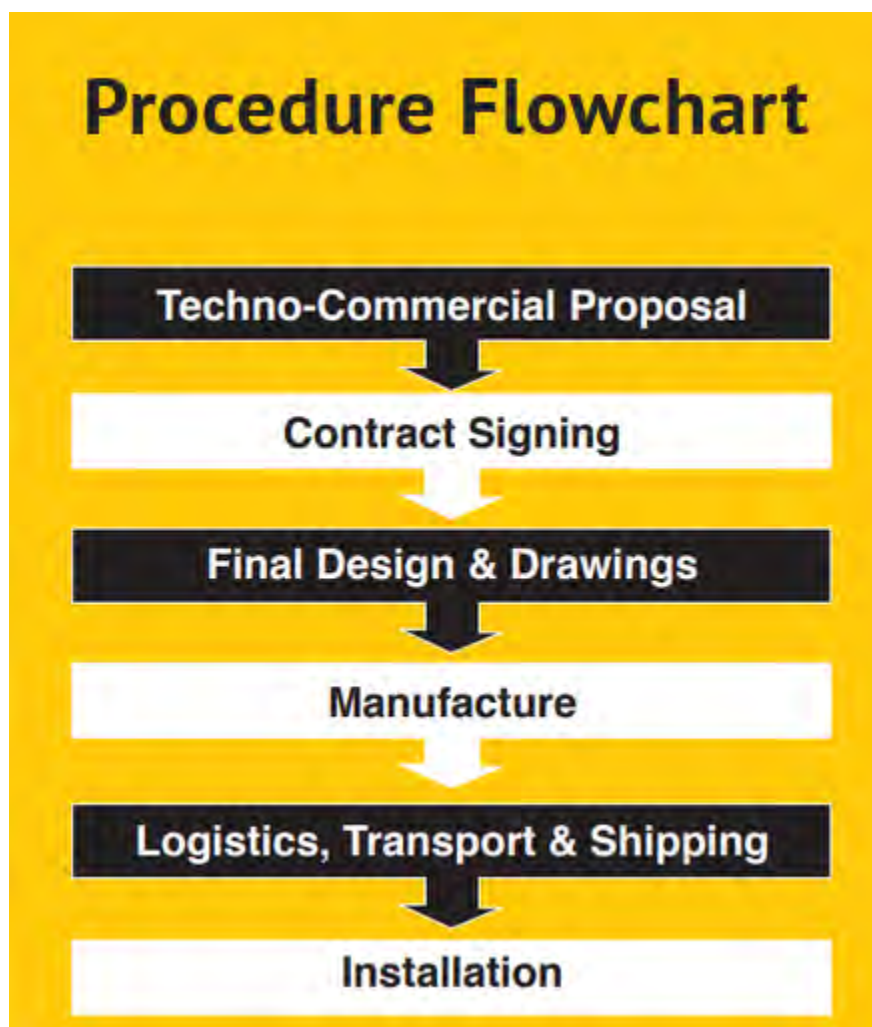 Procedure Flowchart
Techno-Commercial Proposal
Contract Signing
Final Design & Drawings
Manufacture
Logistics, Transport & Shipping
Installation